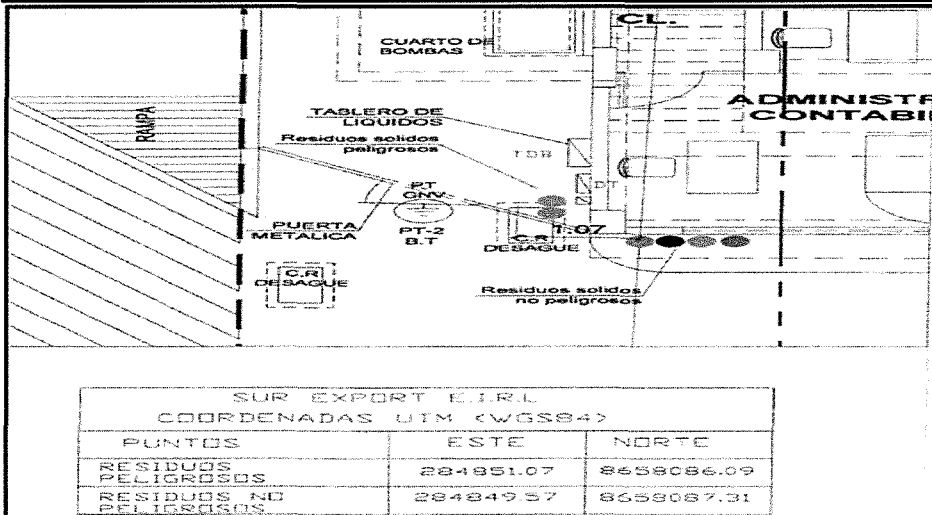 CL.
CUARTO DE
BOMBAS
RAMPA
TABLERO DE
LIQUIDOS
ADMINISTR
CONTABI
Residuos solidos
peligrosos
TDB
DT
PT
GNV
PUERTA
METALICA
PT-2
B.T
1.07
C.R
DESAGUE
C.R
DESAGUE
Residuos solidos
no peligrosos
SUR EXPORT E.I.R.L
COORDENADAS UTM <WGS84>
PUNTOS ESTE NORTE
RESIDUOS
PELIGROSOS 284851.07 8658086.09
RESIDUOS NO
PELIGROSOS 284849.57 8658087.31